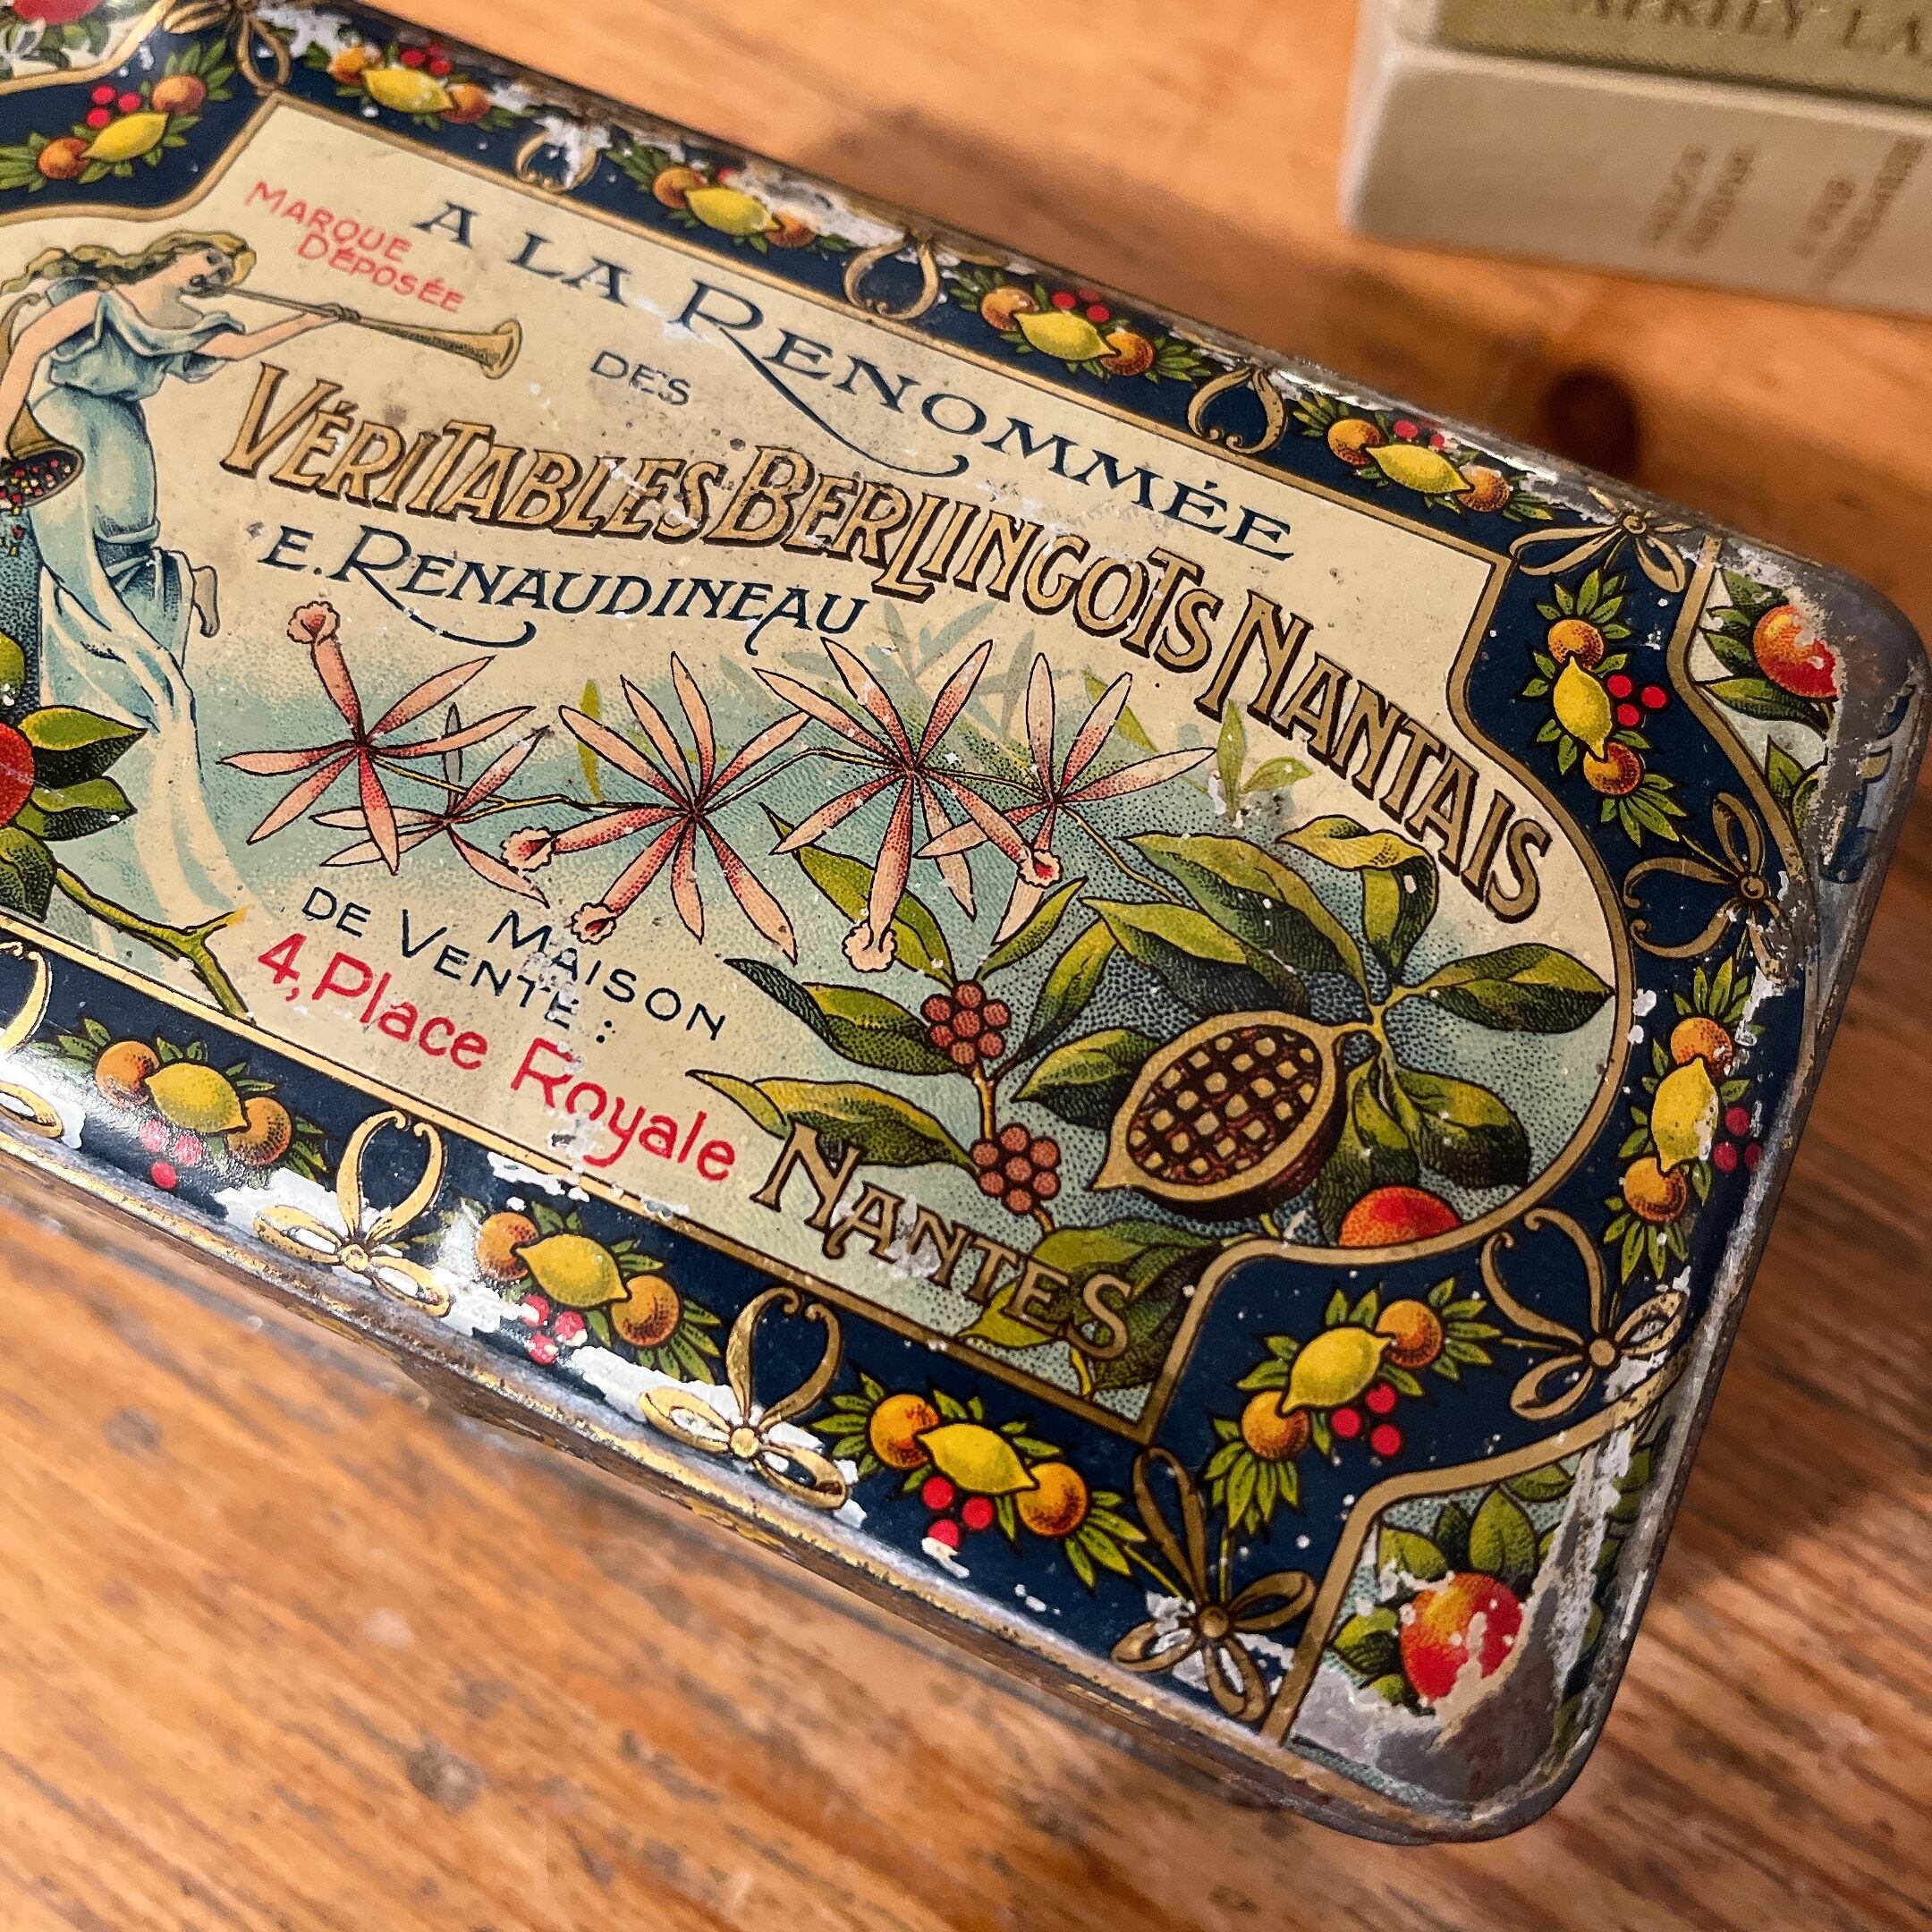 MARQUE
DÉPOSÉE
A LA RENOMMÉE
DES
VÉRITABLES BERLINGOTS NANTAIS
E. RENAUDINEAU
MAISON
DE VENTE:
4, Place Royale
NANTES